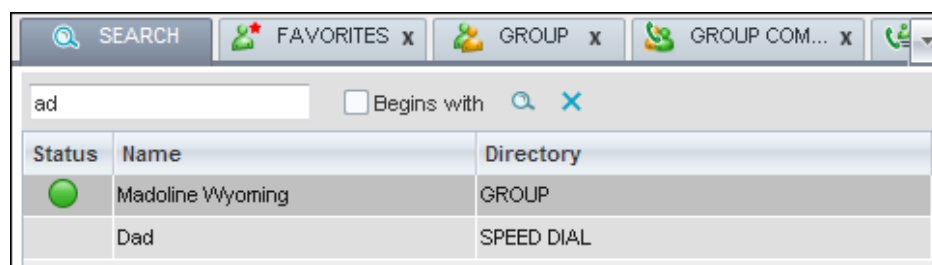 SEARCH FAVORITES x GROUP x GROUP COM... x
ad Begins with
Status Name Directory
Madoline Wyoming GROUP
Dad SPEED DIAL